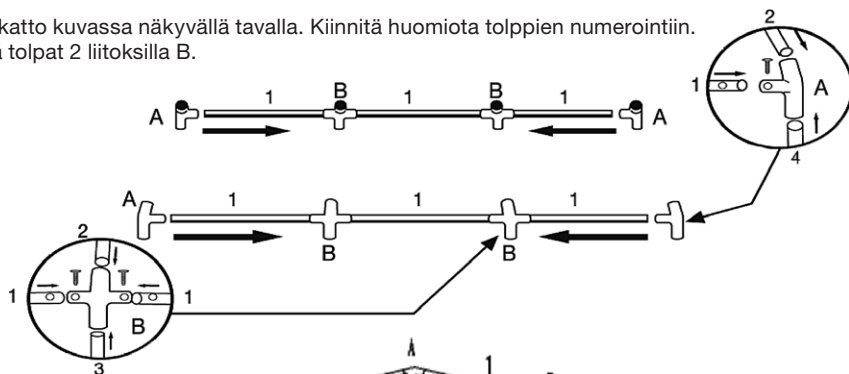 katto kuvassa näkyvällä tavalla. Kiinnitä huomiota tolppien numerointiin.
tolpat 2 liitoksilla B.
2
1
A
4
A
1
B
1
B
1
A
A
1
1
1
B
B
2
1
1
B
3
1